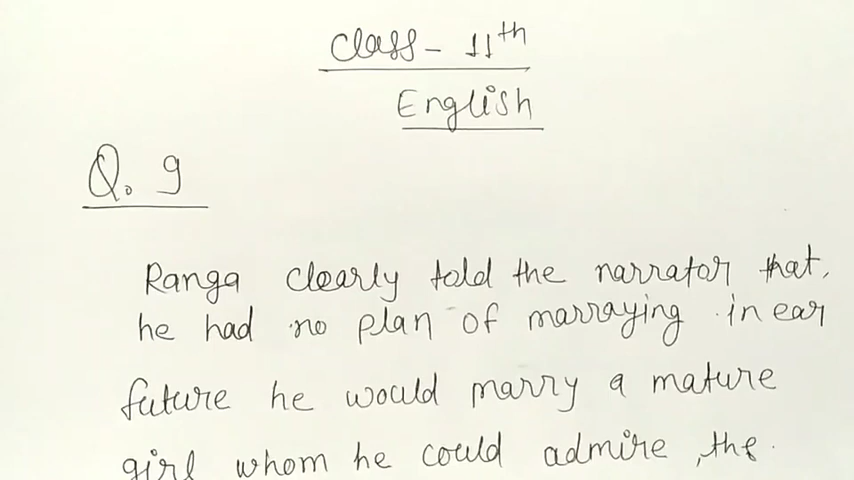 Class - 11th
English
Q. 9
Ranga clearly told the narrator that,
he had no plan of marraying in ear
future he would marry a mature
girl whom he could admire, the